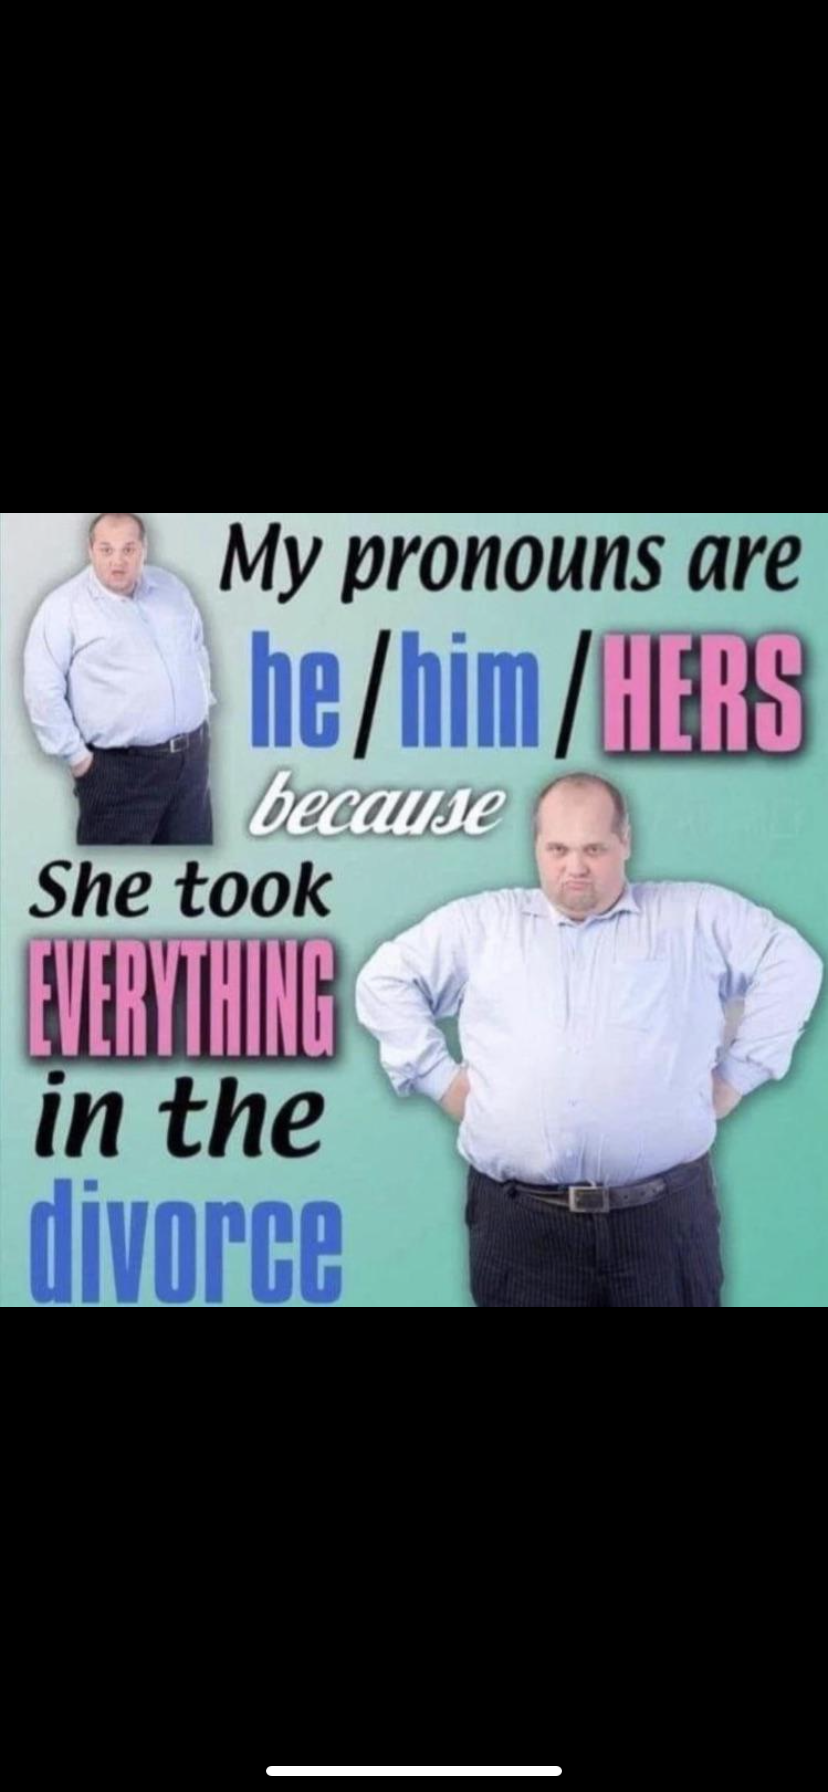 My pronouns are
he/him/HERS
because
She took
EVERYTHING
in the
divorce